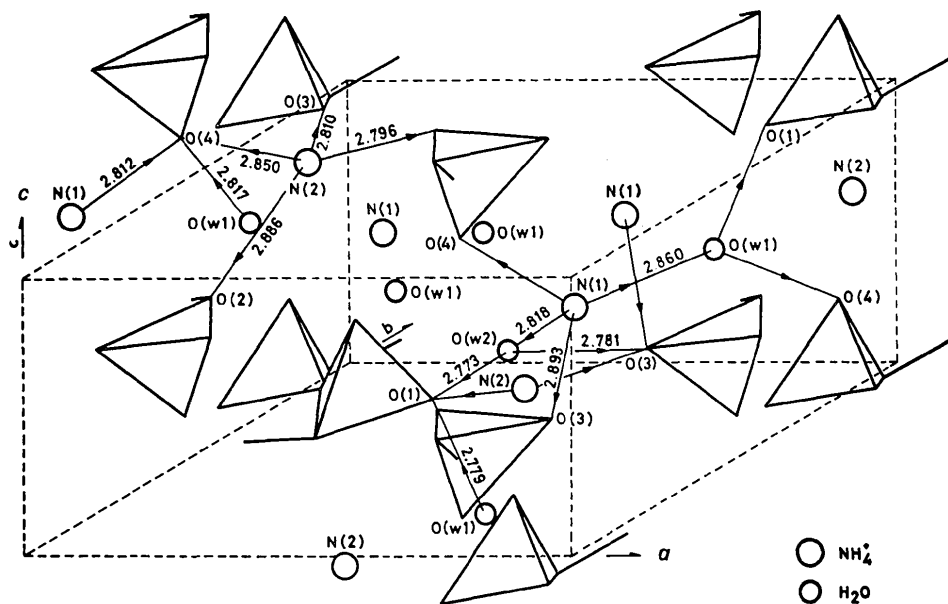 O(3)
2.810
2.796
O(1)
O(4)
2.850
N(2)
2.812
N(1)
2.817
N(2)
N(1)
c
O(w1)
2.886
N(1)
O(w1)
O(4)
2.860
O(w1)
O(w1)
N(1)
O(2)
O(4)
2.818
b
O(w2)
2.781
2.773
2.893
O(3)
N(2)
O(1)
O(3)
2.779
O(w1)
N(2)
a
NH₄⁺
H₂O